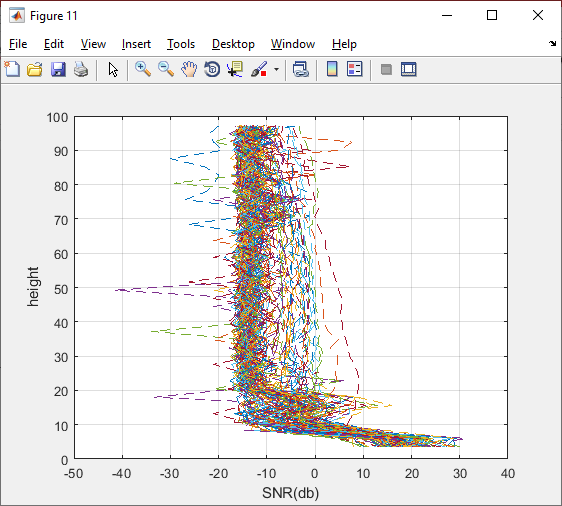 Figure 11
File Edit View Insert Tools Desktop Window Help
100
90
80
70
60
50
40
30
20
10
0
height
-50 -40 -30 -20 -10 0 10 20 30 40
SNR(db)